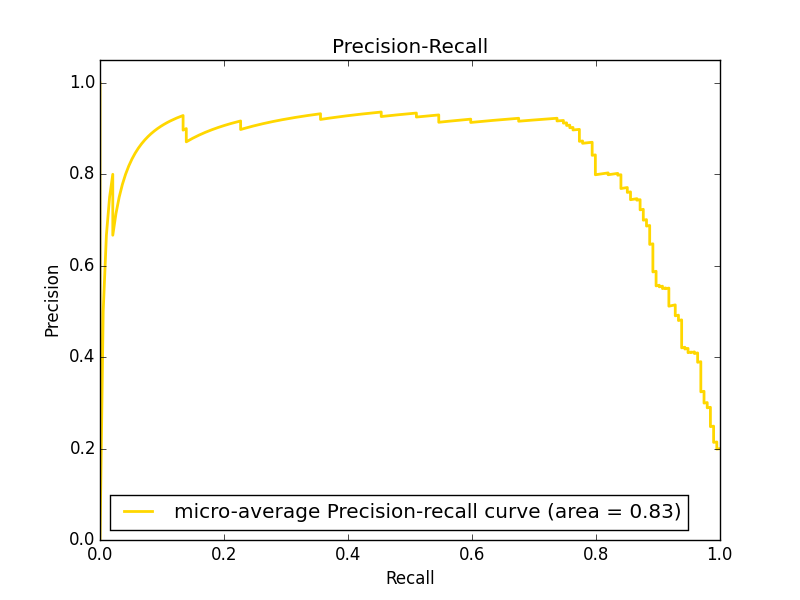 Precision-Recall
1.0
0.8
0.6
0.4
0.2
0.0
Precision
micro-average Precision-recall curve (area = 0.83)
0.0 0.2 0.4 0.6 0.8 1.0
Recall